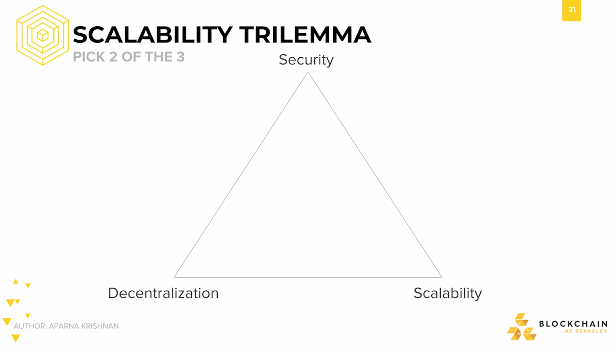 21
SCALABILITY TRILEMMA
PICK 2 OF THE 3
Security
Decentralization
Scalability
AUTHOR: APARNA KRISHNAN
BLOCKCHAIN
AT BERKELEY